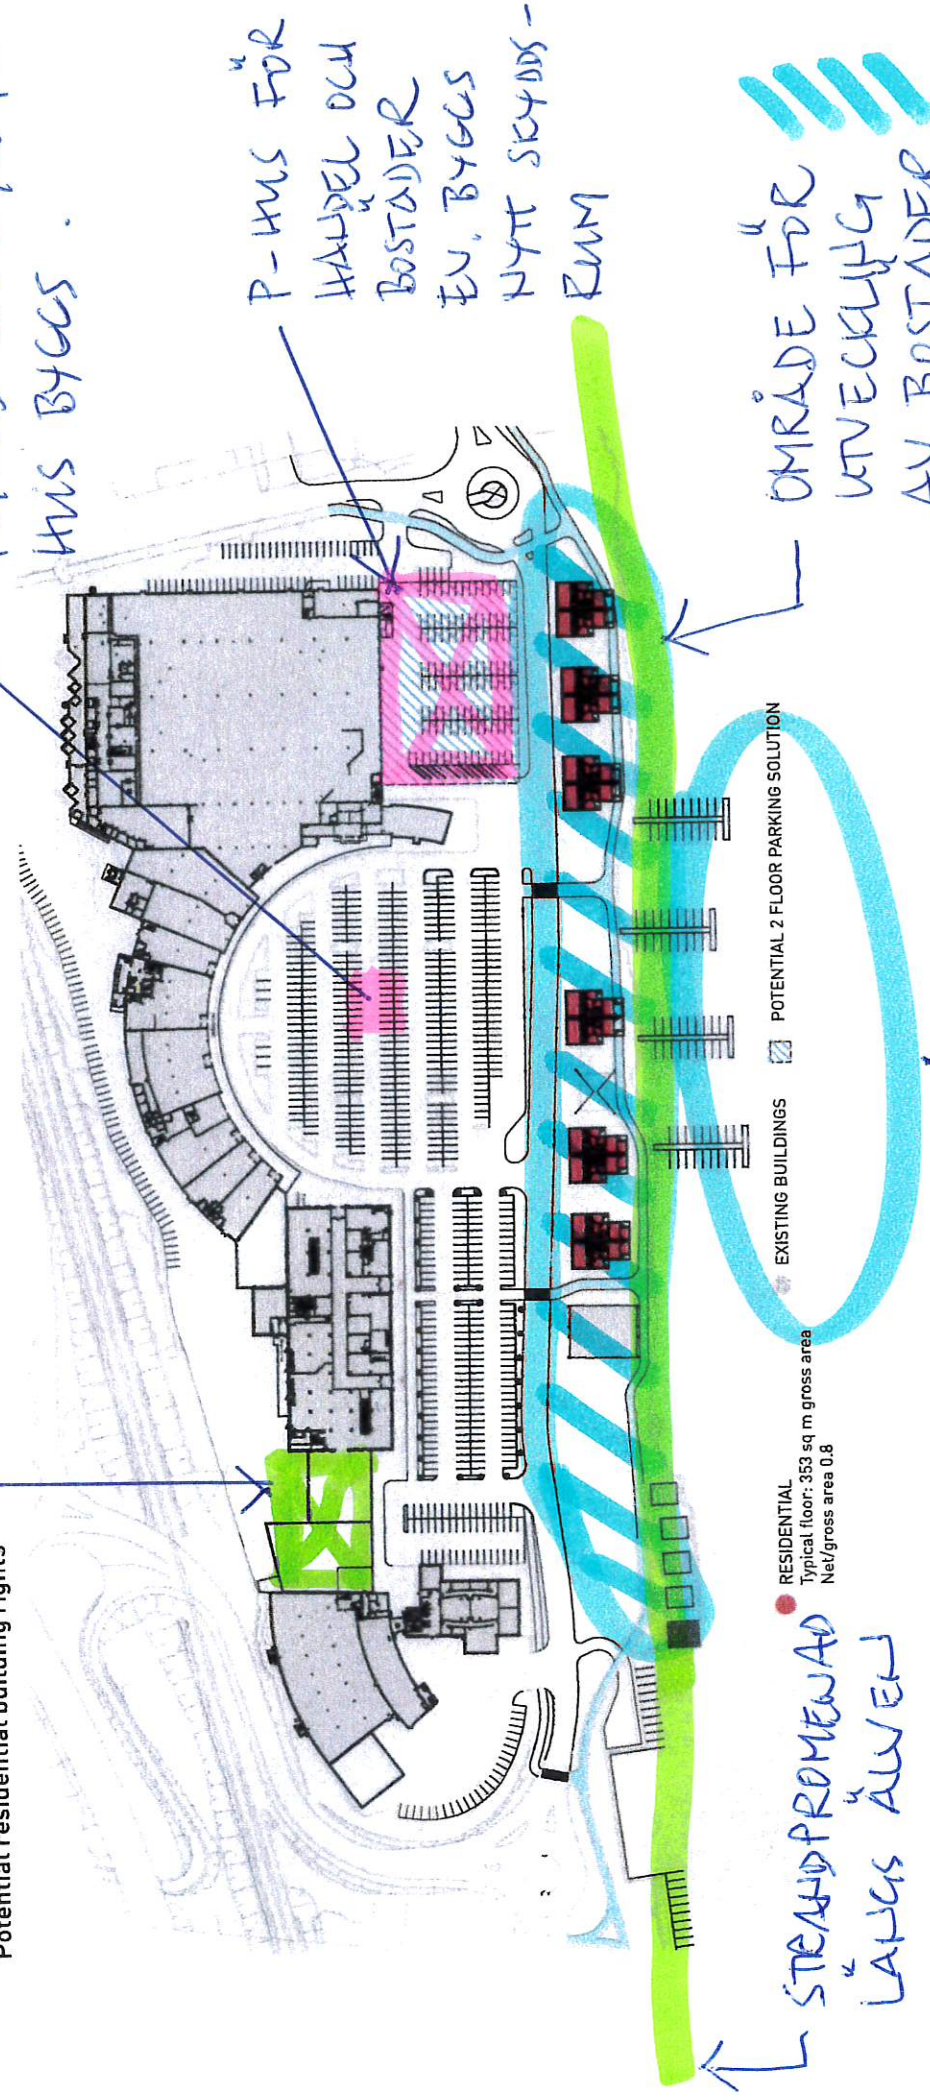 Potential residential building rights
HUS BYGGS.
P-HUS FÖR
HANDEL OCH
BOSTÄDER
EV. BYGGS
NYTT SKYDDS-
RUM
OMRÅDE FÖR
UTVECKLING
AV BOSTÄDER
STRANDPROMENAD
LÄNGS ÄLVEN
RESIDENTIAL
Typical floor: 353 sq m gross area
Net/gross area 0.8
EXISTING BUILDINGS
POTENTIAL 2 FLOOR PARKING SOLUTION